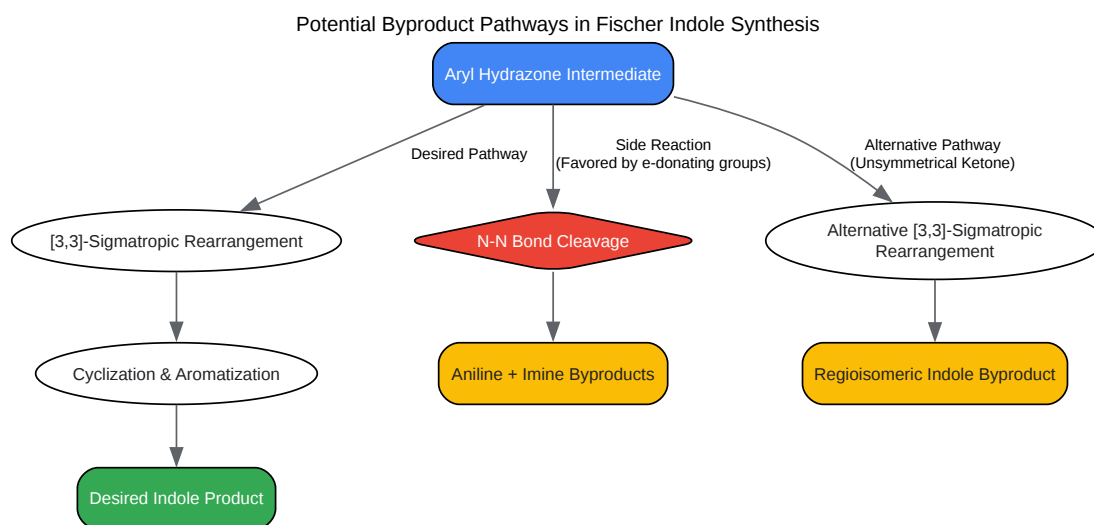 Potential Byproduct Pathways in Fischer Indole Synthesis
Aryl Hydrazone Intermediate
Desired Pathway
Side Reaction
(Favored by e-donating groups)
Alternative Pathway
(Unsymmetrical Ketone)
[3,3]-Sigmatropic Rearrangement
N-N Bond Cleavage
Alternative [3,3]-Sigmatropic
Rearrangement
Cyclization & Aromatization
Aniline + Imine Byproducts
Regioisomeric Indole Byproduct
Desired Indole Product